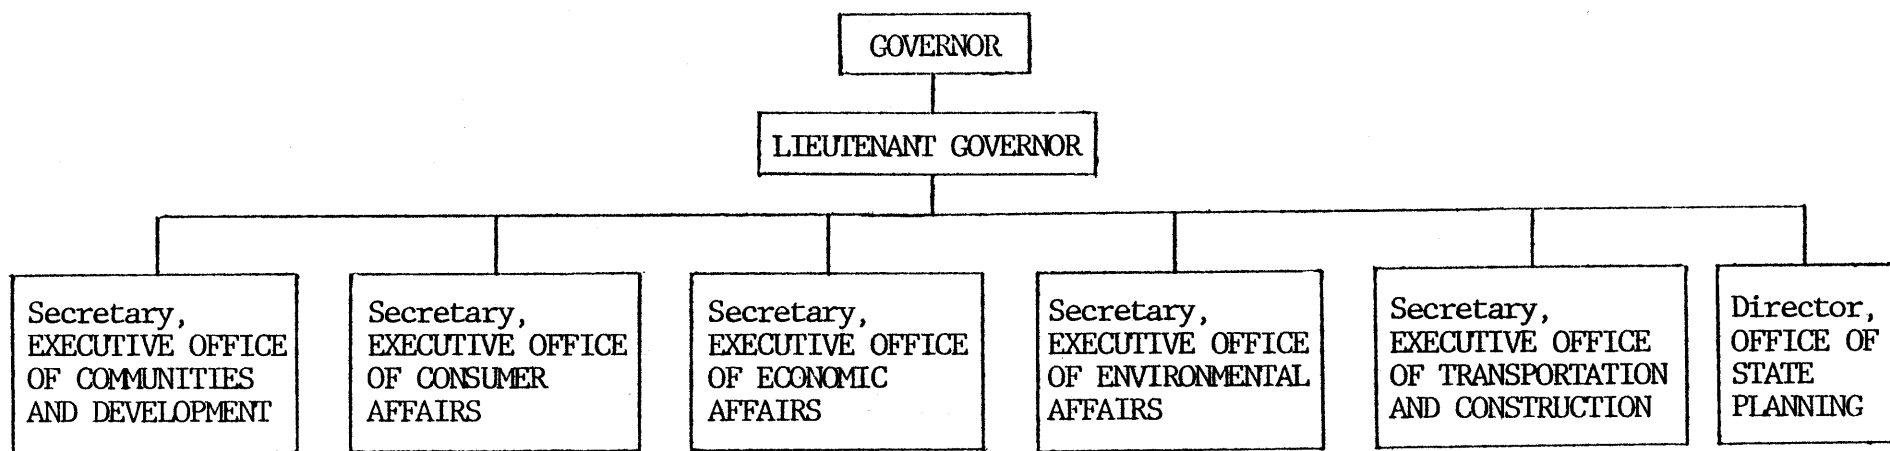 GOVERNOR
LIEUTENANT GOVERNOR
Secretary,
EXECUTIVE OFFICE
OF COMMUNITIES
AND DEVELOPMENT
Secretary,
EXECUTIVE OFFICE
OF CONSUMER
AFFAIRS
Secretary,
EXECUTIVE OFFICE
OF ECONOMIC
AFFAIRS
Secretary,
EXECUTIVE OFFICE
OF ENVIRONMENTAL
AFFAIRS
Secretary,
EXECUTIVE OFFICE
OF TRANSPORTATION
AND CONSTRUCTION
Director,
OFFICE OF
STATE
PLANNING